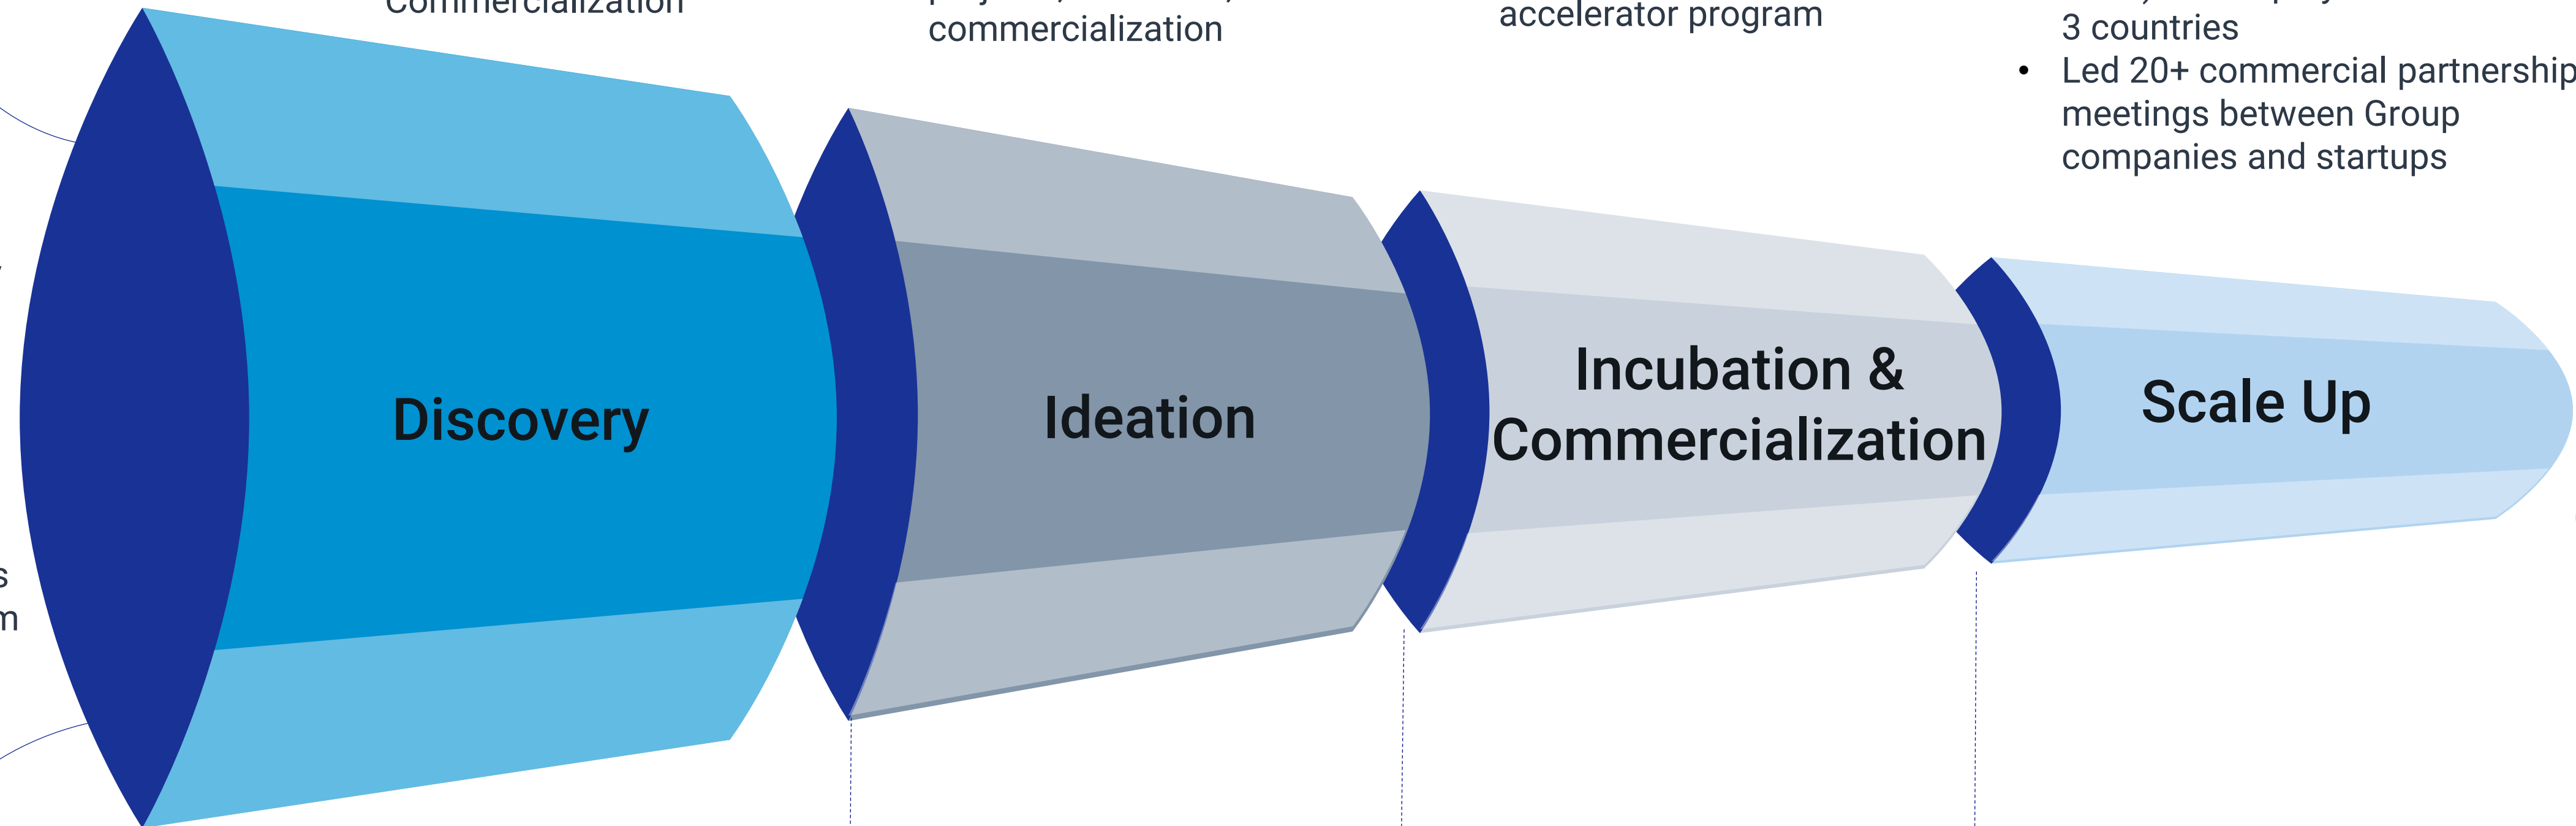 Commercialization
commercialization
accelerator program
3 countries
• Led 20+ commercial partnership
meetings between Group
companies and startups
Discovery
Ideation
Incubation &
Commercialization
Scale Up